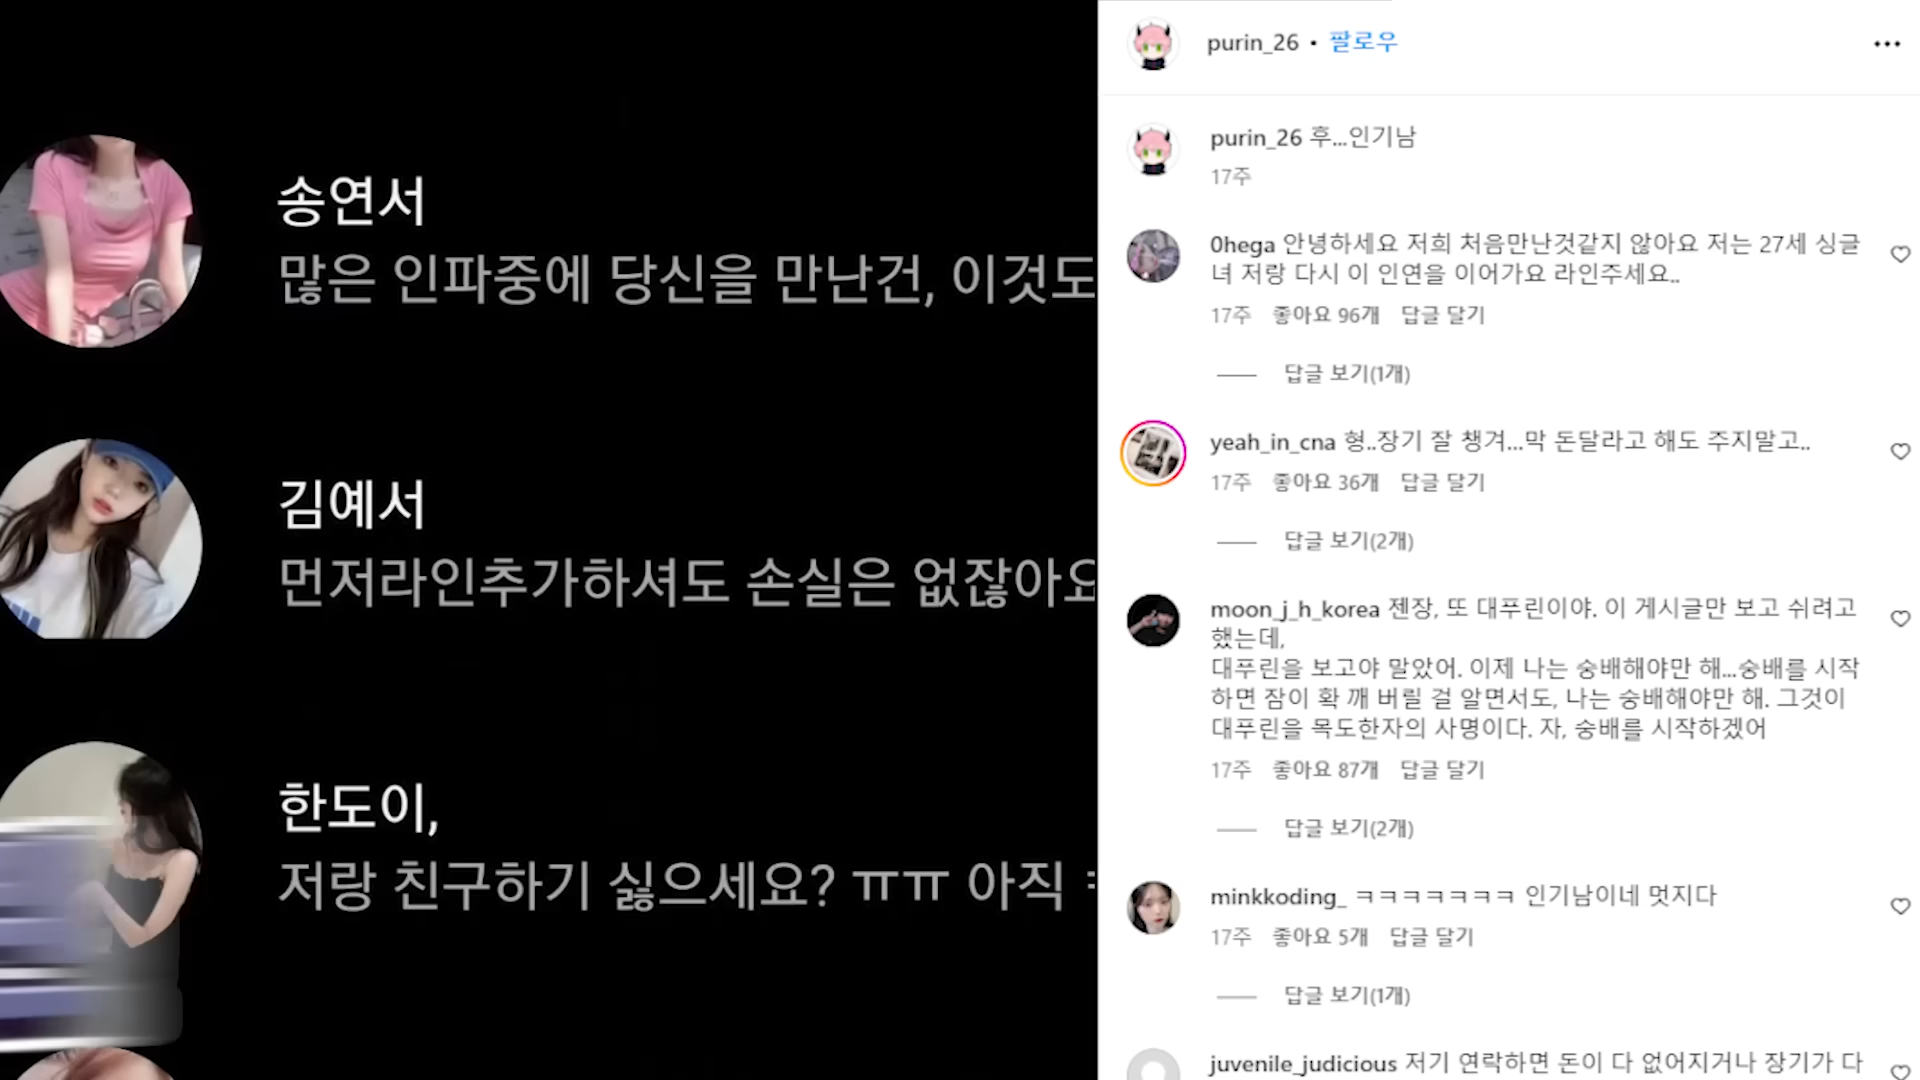 송연서
많은 인파중에 당신을 만난건, 이것도
김예서
먼저라인추가하셔도 손실은 없잖아요
한도이,
저랑 친구하기 싫으세요? ㅠㅠ 아직
purin_26 • 팔로우
purin_26 후...인기남
17주
0hega 안녕하세요 저희 처음만난것같지 않아요 저는 27세 싱글
녀 저랑 다시 이 인연을 이어가요 라인주세요..
17주 좋아요 96개 답글 달기
답글 보기(1개)
yeah_in_cna 형..장기 잘 챙겨...막 돈달라고 해도 주지말고..
17주 좋아요 36개 답글 달기
답글 보기(2개)
moon_j_h_korea 젠장, 또 대푸린이야. 이 게시글만 보고 쉬려고
했는데,
대푸린을 보고야 말았어. 이제 나는 숭배해야만 해...숭배를 시작
하면 잠이 확 깨 버릴 걸 알면서도, 나는 숭배해야만 해. 그것이
대푸린을 목도한자의 사명이다. 자, 숭배를 시작하겠어
17주 좋아요 87개 답글 달기
답글 보기(2개)
minkkoding_ ㅋㅋㅋㅋㅋㅋㅋ 인기남이네 멋지다
17주 좋아요 5개 답글 달기
답글 보기(1개)
juvenile_judicious 저기 연락하면 돈이 다 없어지거나 장기가 다